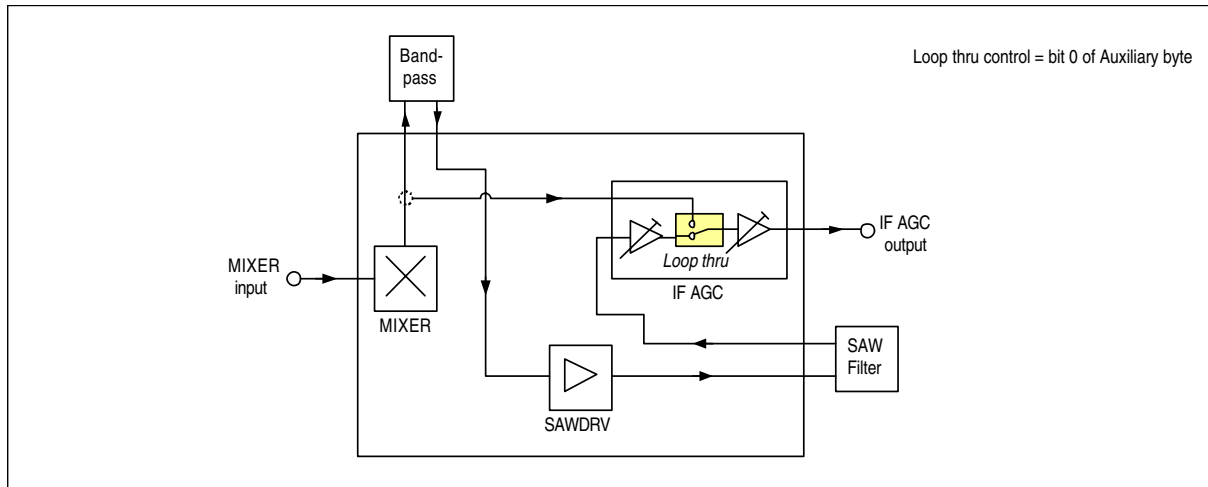 Band-
pass
Loop thru control = bit 0 of Auxiliary byte
IF AGC
output
Loop thru
IF AGC
MIXER
input
MIXER
SAW
Filter
SAWDRV